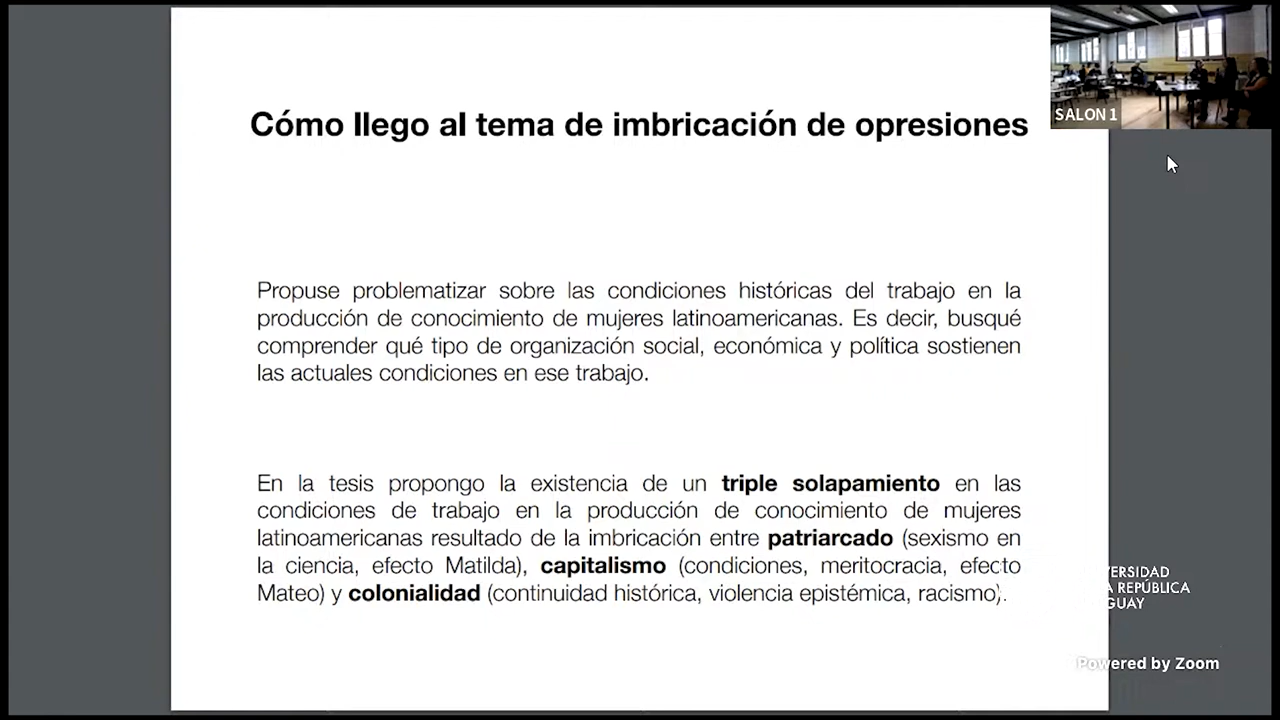 SALON 1
Cómo llego al tema de imbricación de opresiones
Propuse problematizar sobre las condiciones históricas del trabajo en la
producción de conocimiento de mujeres latinoamericanas. Es decir, busqué
comprender qué tipo de organización social, económica y política sostienen
las actuales condiciones en ese trabajo.
En la tesis propongo la existencia de un triple solapamiento en las
condiciones de trabajo en la producción de conocimiento de mujeres
latinoamericanas resultado de la imbricación entre patriarcado (sexismo en
la ciencia, efecto Matilda), capitalismo (condiciones, meritocracia, efecto
Mateo) y colonialidad (continuidad histórica, violencia epistémica, racismo).
VERSIDAD
A REPÚBLICA
GUAY
Powered by Zoom